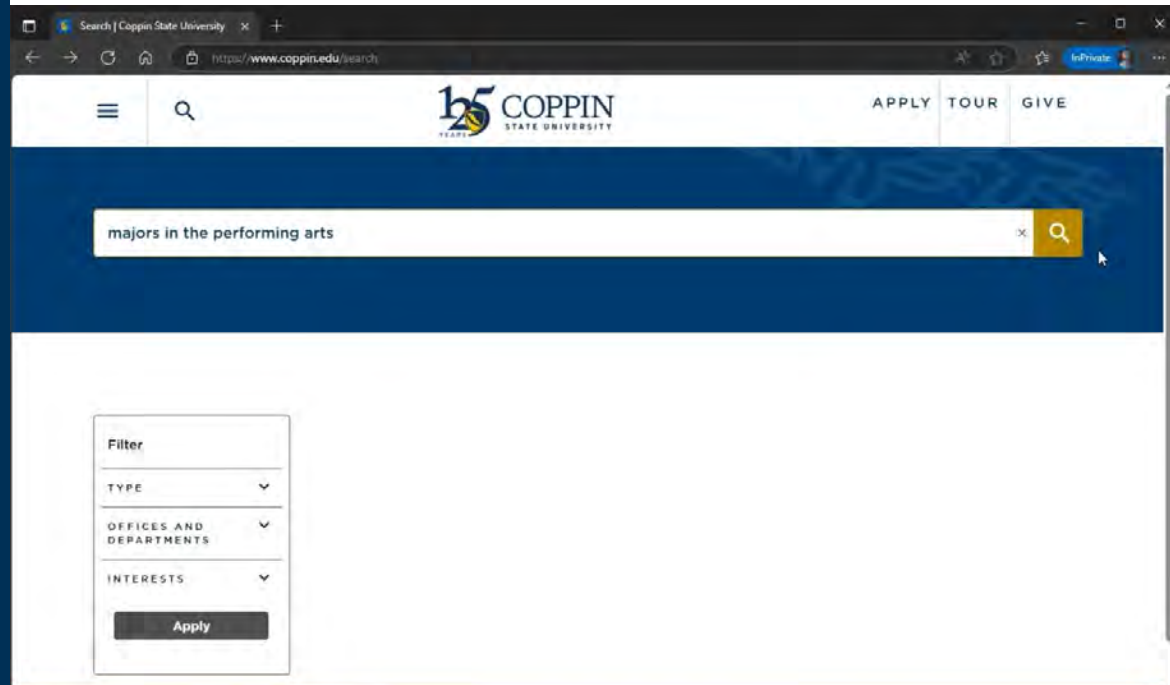 Search | Coppin State University
https://www.coppin.edu/search
InPrivate
125
YEARS
COPPIN
STATE UNIVERSITY
APPLY TOUR GIVE
majors in the performing arts
Filter
TYPE
OFFICES AND
DEPARTMENTS
INTERESTS
Apply